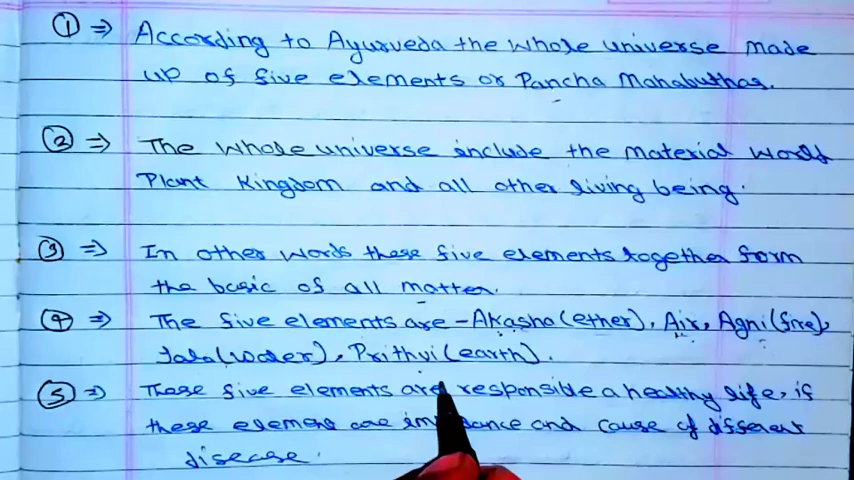 ① ⇒ According to Ayurveda the whole universe made
up of five elements or Pancha Mahabuthas.
② ⇒ The whole universe include the material world
Plant Kingdom and all other living being.
③ ⇒ In other words these five elements together form
the basic of all matter.
④ ⇒ The five elements are - Akasha (ether), Air, Agni (fire),
Jala (water), Prithvi (earth).
⑤ ⇒ These five elements are responsible a healthy life, if
these element are and cause of different
disease.